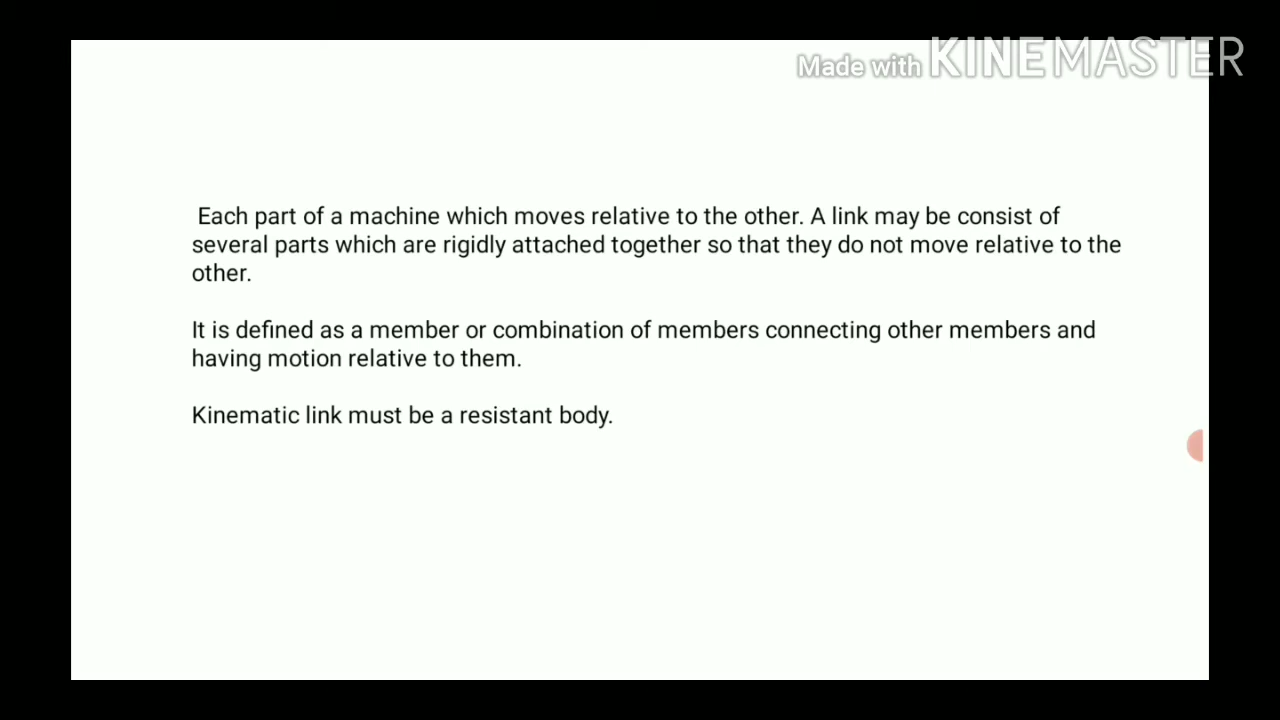 Made with KINEMASTER
Each part of a machine which moves relative to the other. A link may be consist of
several parts which are rigidly attached together so that they do not move relative to the
other.
It is defined as a member or combination of members connecting other members and
having motion relative to them.
Kinematic link must be a resistant body.